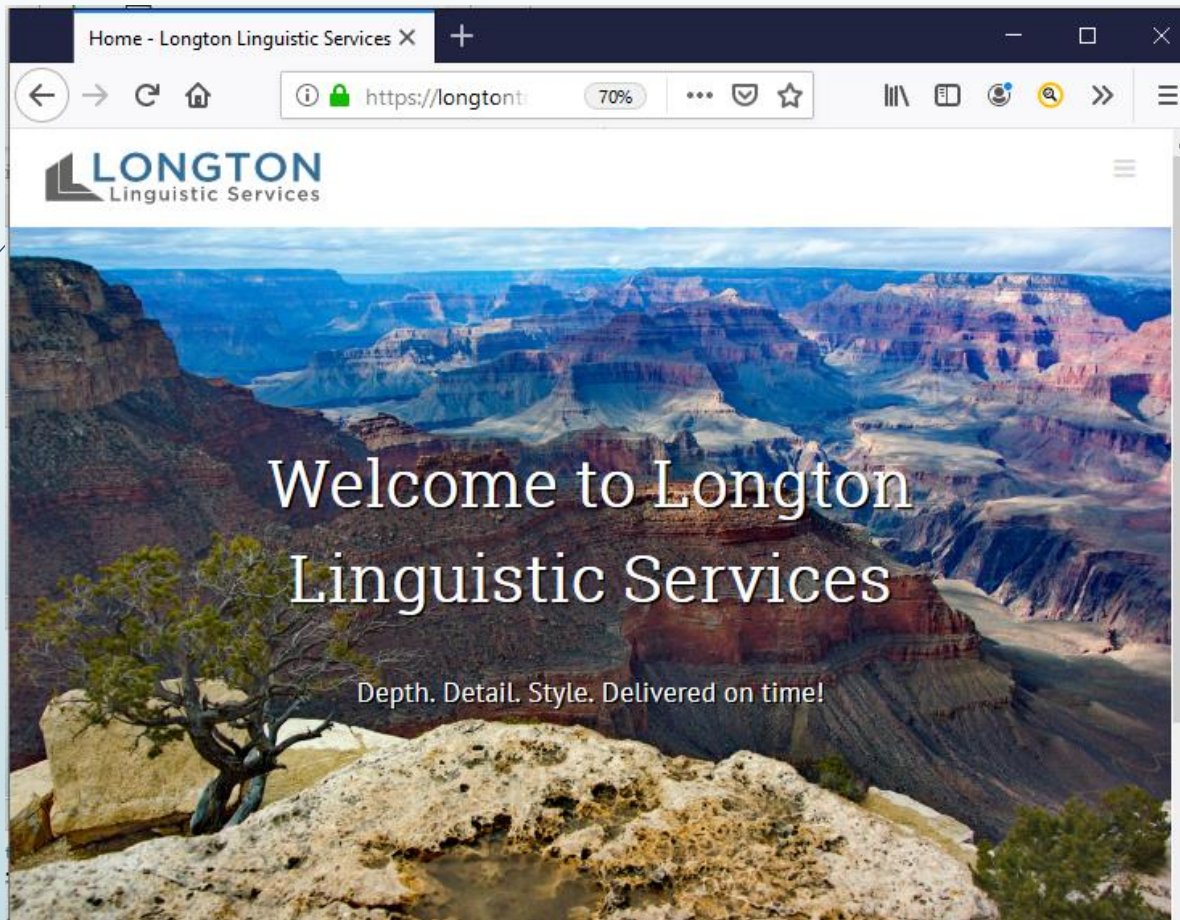 Home - Longton Linguistic Services
https://longtont
70%
LONGTON
Linguistic Services
Welcome to Longton
Linguistic Services
Depth. Detail. Style. Delivered on time!